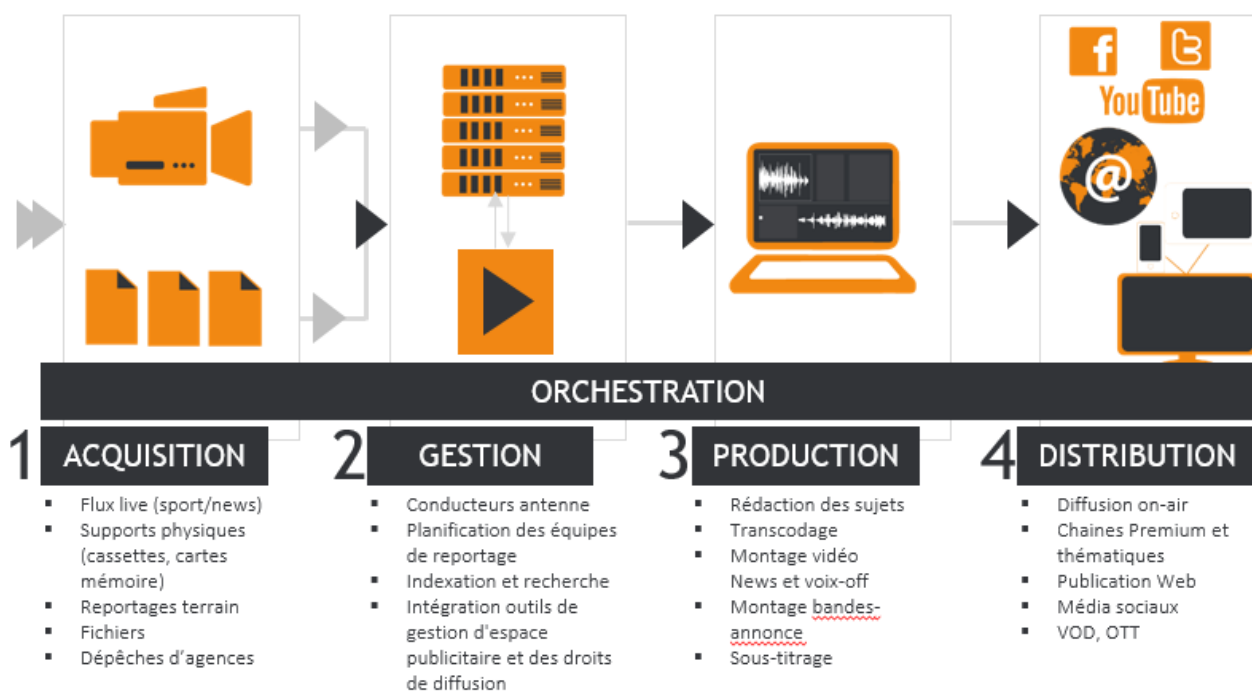 f
t
YouTube
@
ORCHESTRATION
1 ACQUISITION
▪ Flux live (sport/news)
▪ Supports physiques
(cassettes, cartes
mémoire)
▪ Reportages terrain
▪ Fichiers
▪ Dépêches d’agences
2 GESTION
▪ Conducteurs antenne
▪ Planification des équipes
de reportage
▪ Indexation et recherche
▪ Intégration outils de
gestion d'espace
publicitaire et des droits
de diffusion
3 PRODUCTION
▪ Rédaction des sujets
▪ Transcodage
▪ Montage vidéo
News et voix-off
▪ Montage bandes-
annonce
▪ Sous-titrage
4 DISTRIBUTION
▪ Diffusion on-air
▪ Chaines Premium et
thématiques
▪ Publication Web
▪ Média sociaux
▪ VOD, OTT